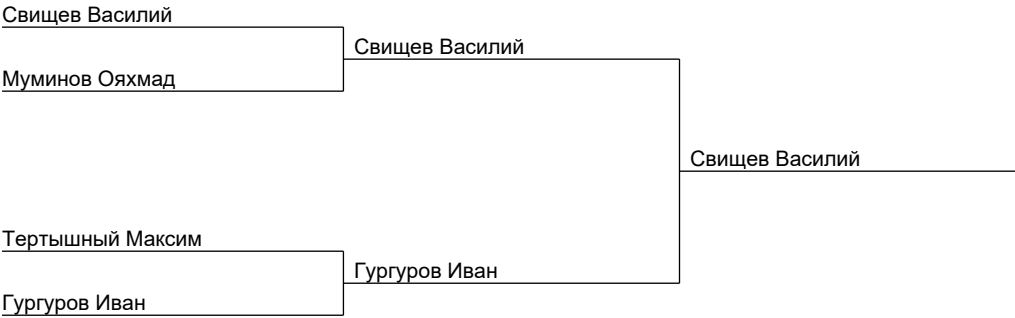 Свищев Василий
Свищев Василий
Муминов Ояхмад
Свищев Василий
Тертышный Максим
Гургуров Иван
Гургуров Иван